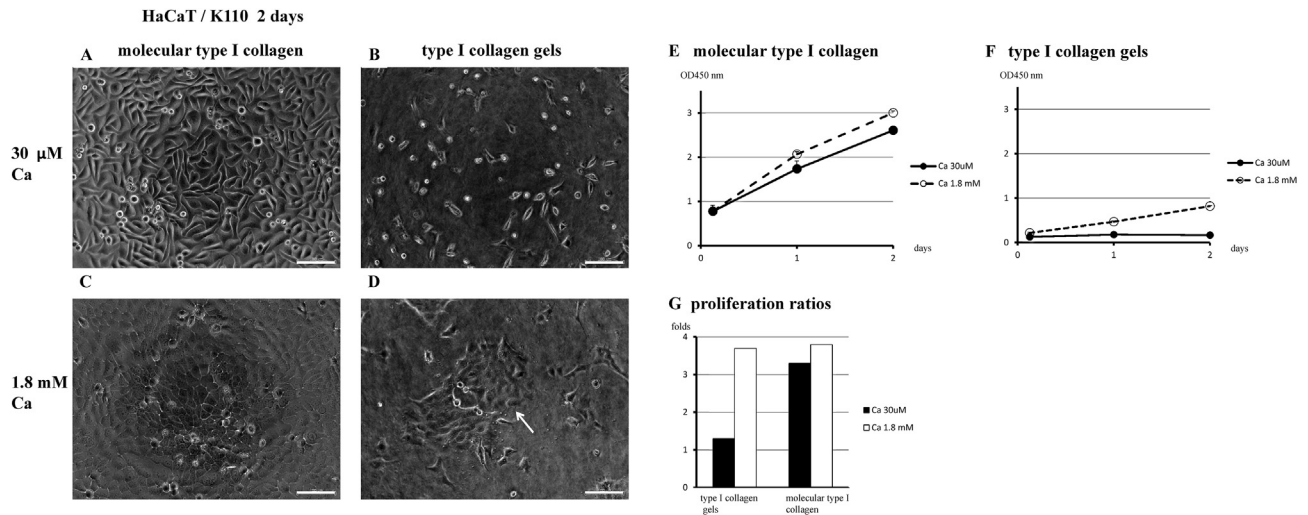 HaCaT / K110 2 days
A molecular type I collagen
B type I collagen gels
30 μM
Ca
C
D
1.8 mM
Ca
E molecular type I collagen
OD450 nm
3
2
1
0
0 1 2
days
Ca 30uM
Ca 1.8 mM
F type I collagen gels
OD450 nm
3
2
1
0
0 1 2
days
Ca 30uM
Ca 1.8 mM
G proliferation ratios
folds
4
3
2
1
0
type I collagen
gels
molecular type I
collagen
Ca 30uM
Ca 1.8 mM